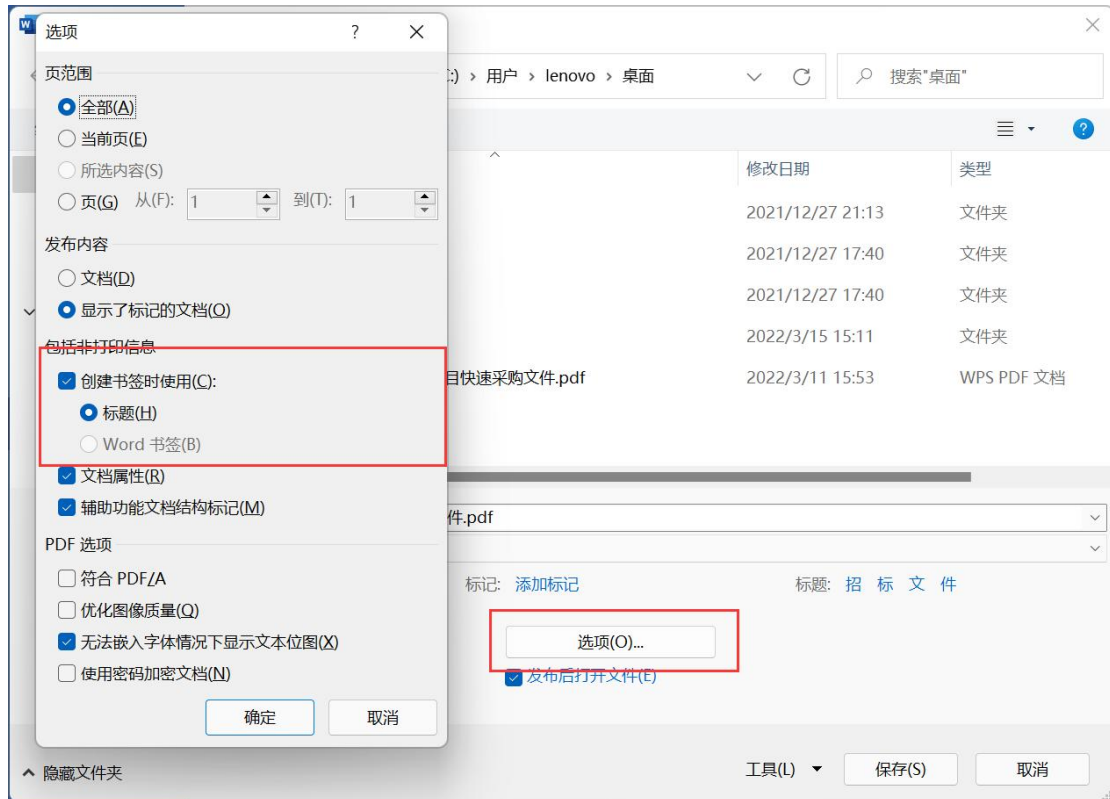 选项
页范围
全部(A)
当前页(E)
所选内容(S)
页(G) 从(F): 1 到(T): 1
发布内容
文档(D)
显示了标记的文档(O)
包括非打印信息
创建书签时使用(C):
标题(H)
Word 书签(B)
文档属性(R)
辅助功能文档结构标记(M)
PDF 选项
符合 PDF/A
优化图像质量(Q)
无法嵌入字体情况下显示文本位图(X)
使用密码加密文档(N)
确定 取消
:) › 用户 › lenovo › 桌面
搜索"桌面"
修改日期 类型
2021/12/27 21:13 文件夹
2021/12/27 17:40 文件夹
2021/12/27 17:40 文件夹
2022/3/15 15:11 文件夹
目快速采购文件.pdf 2022/3/11 15:53 WPS PDF 文档
件.pdf
标记: 添加标记 标题: 招 标 文 件
选项(O)...
发布后打开文件(E)
隐藏文件夹 工具(L) 保存(S) 取消